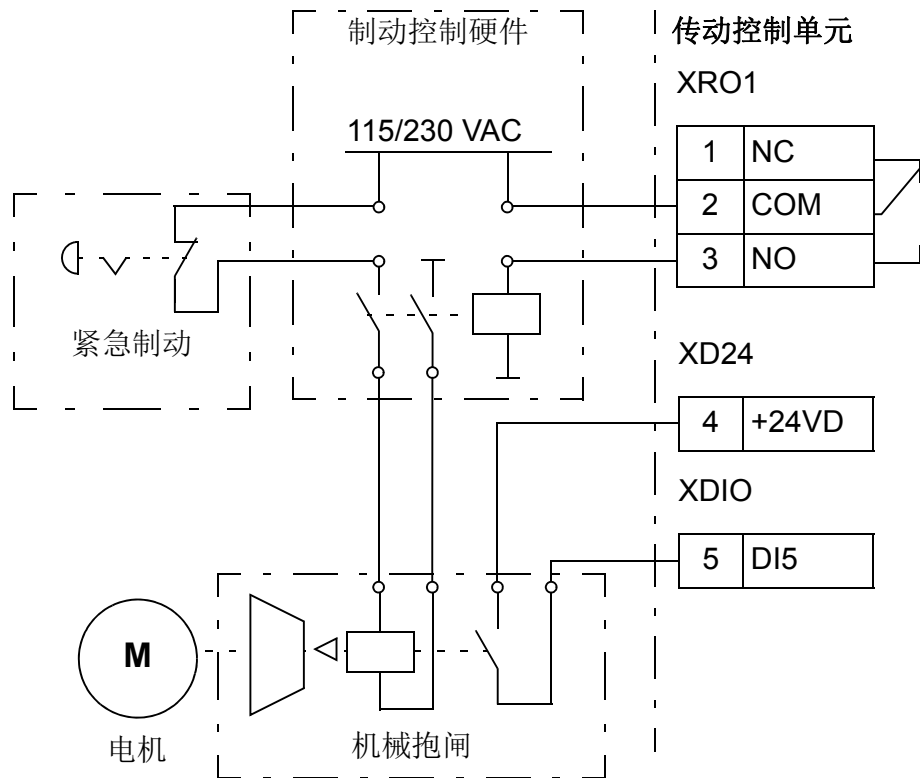 制动控制硬件
传动控制单元
XRO1
115/230 VAC
1 NC
2 COM
3 NO
紧急制动
XD24
4 +24VD
XDIO
5 DI5
M
电机
机械抱闸